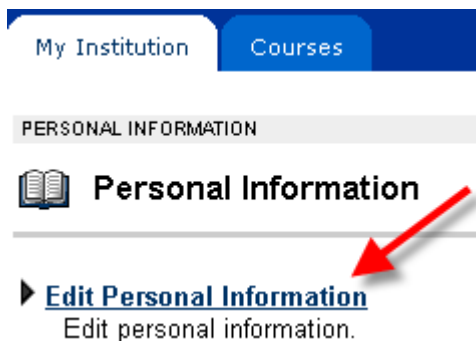 My Institution Courses
PERSONAL INFORMATION
Personal Information
Edit Personal Information
Edit personal information.